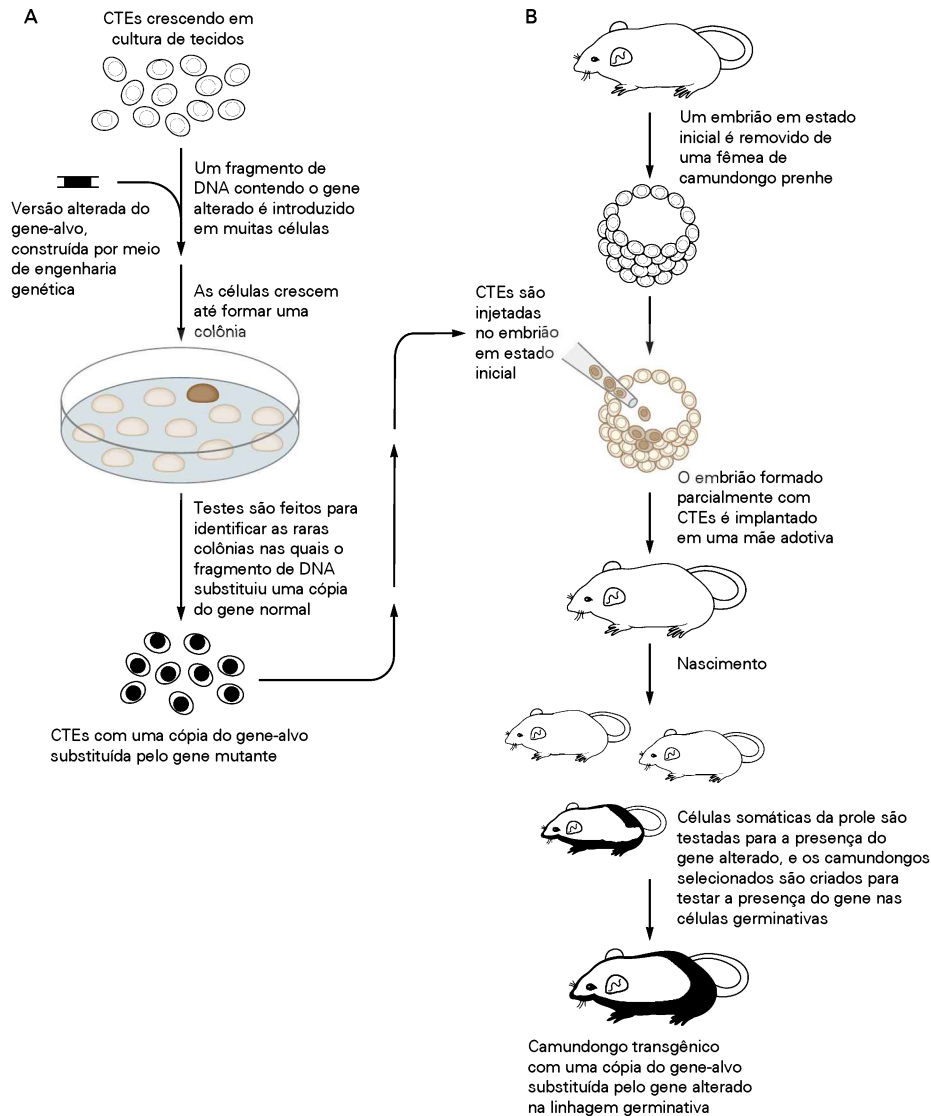 A
CTEs crescendo em
cultura de tecidos
Um fragmento de
DNA contendo o gene
alterado é introduzido
em muitas células
Versão alterada do
gene-alvo,
construída por meio
de engenharia
genética
As células crescem
até formar uma
colônia
Testes são feitos para
identificar as raras
colônias nas quais o
fragmento de DNA
substituiu uma cópia
do gene normal
CTEs com uma cópia do gene-alvo
substituída pelo gene mutante
B
Um embrião em estado
inicial é removido de
uma fêmea de
camundongo prenhe
CTEs são
injetadas
no embrião
em estado
inicial
O embrião formado
parcialmente com
CTEs é implantado
em uma mãe adotiva
Nascimento
Células somáticas da prole são
testadas para a presença do
gene alterado, e os camundongos
selecionados são criados para
testar a presença do gene nas
células germinativas
Camundongo transgênico
com uma cópia do gene-alvo
substituída pelo gene alterado
na linhagem germinativa